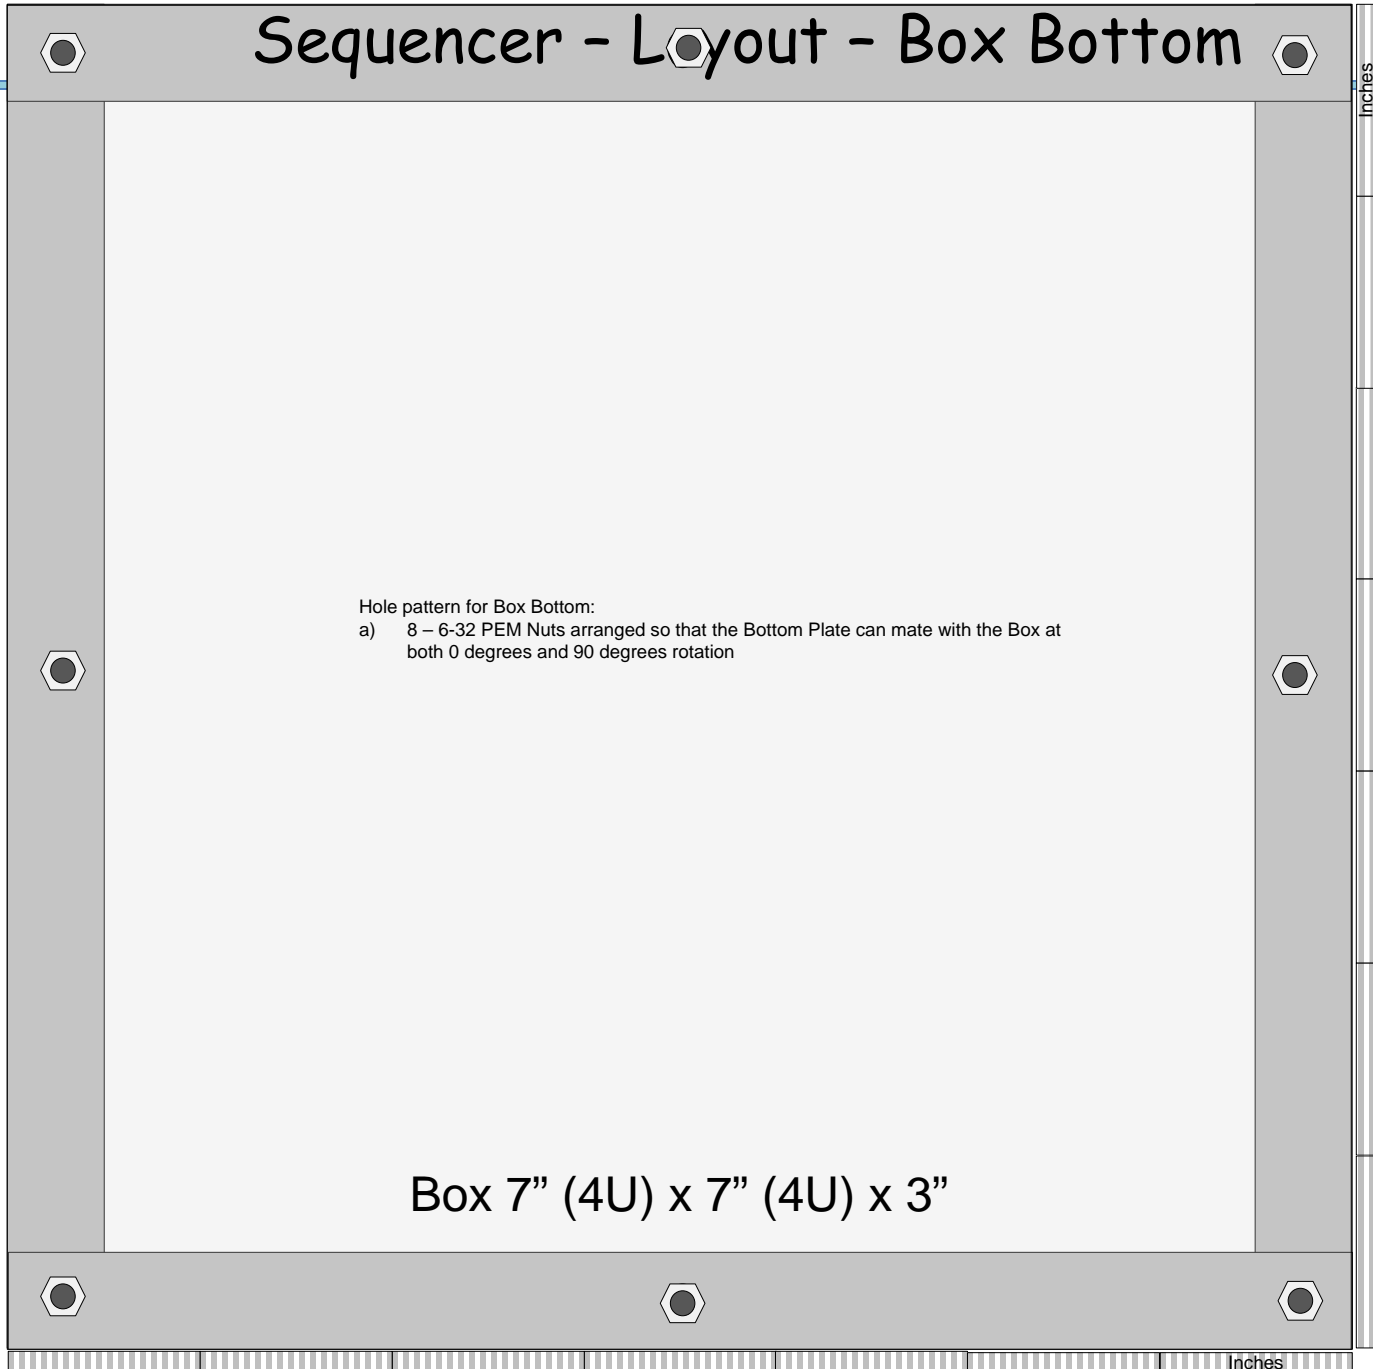 Sequencer – Layout – Box Bottom
Inches
Hole pattern for Box Bottom:
a) 8 – 6-32 PEM Nuts arranged so that the Bottom Plate can mate with the Box at
both 0 degrees and 90 degrees rotation
Box 7” (4U) x 7” (4U) x 3”
Inches